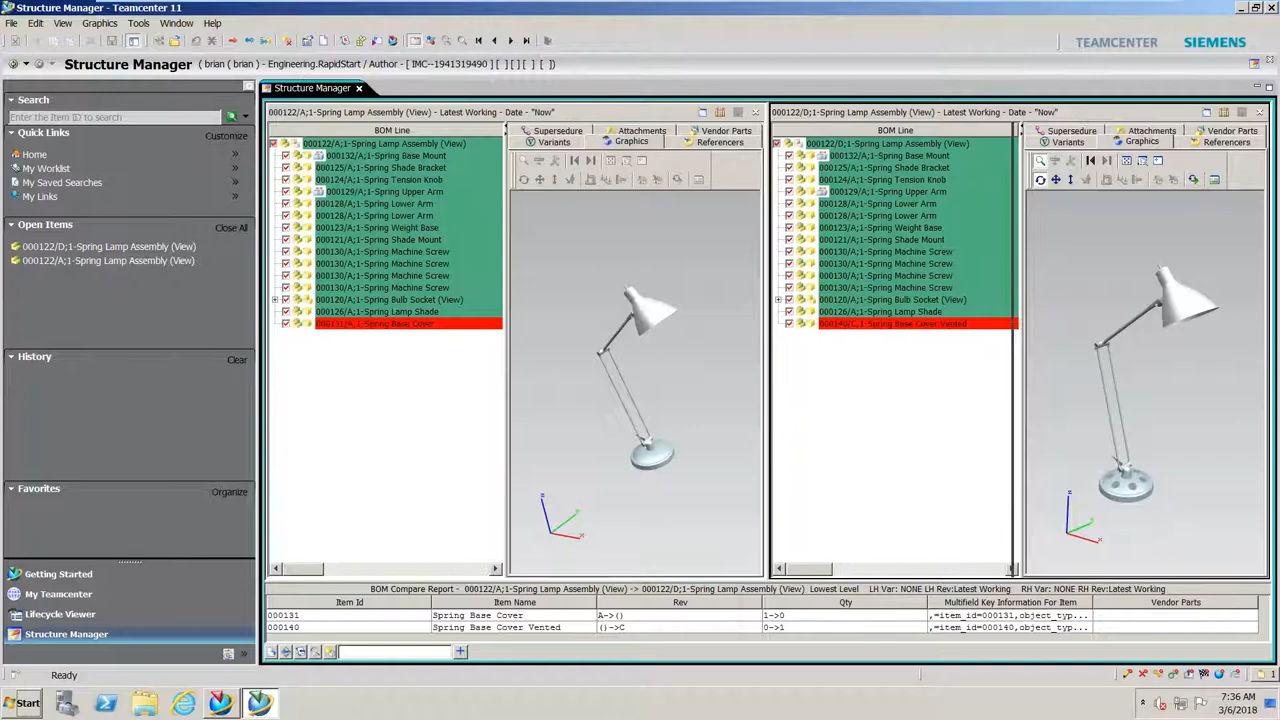 Structure Manager - Teamcenter 11
File Edit View Graphics Tools Window Help
TEAMCENTER SIEMENS
Structure Manager ( brian ( brian ) - Engineering.RapidStart / Author - [ IMC--1941319490 ] [ ] [ ] [ ] [ ] )
Search
Enter the Item ID to search
Quick Links Customize
Home
My Worklist
My Saved Searches
My Links
Open Items Close All
000122/D;1-Spring Lamp Assembly (View)
000122/A;1-Spring Lamp Assembly (View)
History Clear
Favorites Organize
Getting Started
My Teamcenter
Lifecycle Viewer
Structure Manager
Structure Manager
000122/A;1-Spring Lamp Assembly (View) - Latest Working - Date - "Now"
BOM Line
000122/A;1-Spring Lamp Assembly (View)
000132/A;1-Spring Base Mount
000125/A;1-Spring Shade Bracket
000124/A;1-Spring Tension Knob
000129/A;1-Spring Upper Arm
000128/A;1-Spring Lower Arm
000128/A;1-Spring Lower Arm
000123/A;1-Spring Weight Base
000121/A;1-Spring Shade Mount
000130/A;1-Spring Machine Screw
000130/A;1-Spring Machine Screw
000130/A;1-Spring Machine Screw
000130/A;1-Spring Machine Screw
000120/A;1-Spring Bulb Socket (View)
000126/A;1-Spring Lamp Shade
000131/A;1-Spring Base Cover
Supersedure Attachments Vendor Parts
Variants Graphics References
Z Y X
000122/D;1-Spring Lamp Assembly (View) - Latest Working - Date - "Now"
BOM Line
000122/D;1-Spring Lamp Assembly (View)
000132/A;1-Spring Base Mount
000125/A;1-Spring Shade Bracket
000124/A;1-Spring Tension Knob
000129/A;1-Spring Upper Arm
000128/A;1-Spring Lower Arm
000128/A;1-Spring Lower Arm
000123/A;1-Spring Weight Base
000121/A;1-Spring Shade Mount
000130/A;1-Spring Machine Screw
000130/A;1-Spring Machine Screw
000130/A;1-Spring Machine Screw
000130/A;1-Spring Machine Screw
000120/A;1-Spring Bulb Socket (View)
000126/A;1-Spring Lamp Shade
000140/C;1-Spring Base Cover Vented
Supersedure Attachments Vendor Parts
Variants Graphics References
Z Y X
BOM Compare Report - 000122/A;1-Spring Lamp Assembly (View) -> 000122/D;1-Spring Lamp Assembly (View) Lowest Level LH Var: NONE LH Rev:Latest Working RH Var: NONE RH Rev:Latest Working
Item Id Item Name Rev Qty Multifield Key Information For Item Vendor Parts
000131 Spring Base Cover A->() 1->0 ,=item_id=000131,object_typ...
000140 Spring Base Cover Vented ()->C 0->1 ,=item_id=000140,object_typ...
Ready 1
Start
7:36 AM
3/6/2018